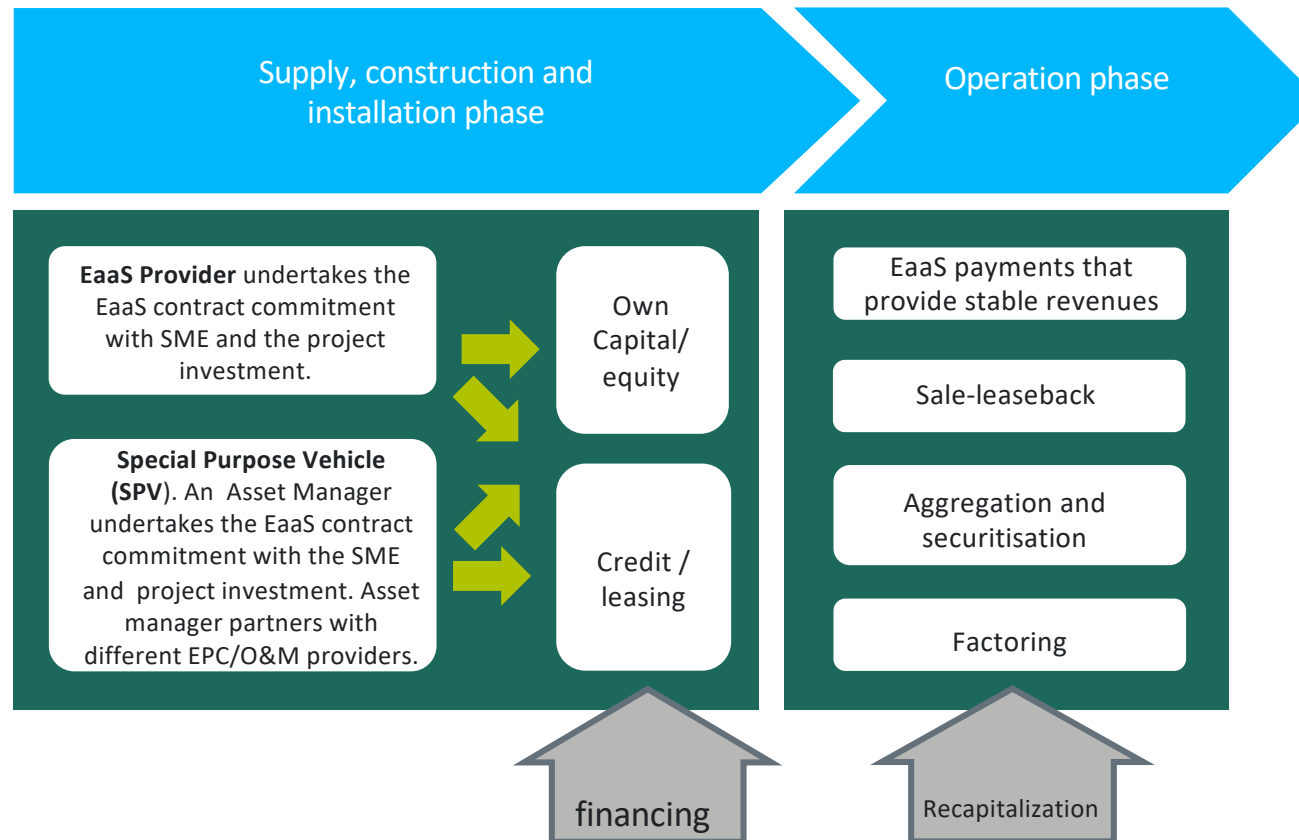 Supply, construction and
installation phase
Operation phase
EaaS Provider undertakes the
EaaS contract commitment
with SME and the project
investment.
Special Purpose Vehicle
(SPV). An Asset Manager
undertakes the EaaS contract
commitment with the SME
and project investment. Asset
manager partners with
different EPC/O&M providers.
Own
Capital/
equity
Credit /
leasing
EaaS payments that
provide stable revenues
Sale-leaseback
Aggregation and
securitisation
Factoring
financing
Recapitalization